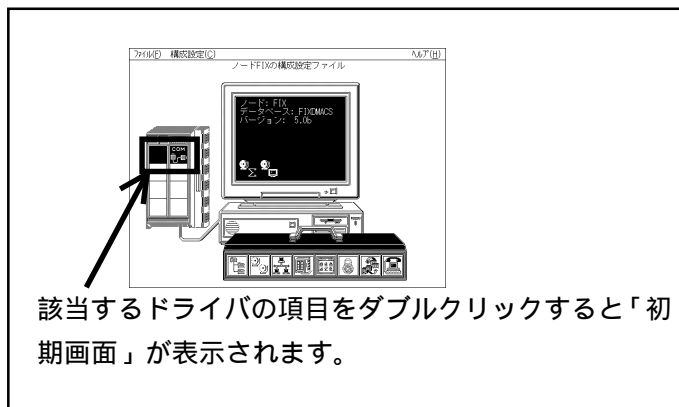 ファイル(F) 構成設定(C) ヘルプ(H)
ノードFIXの構成設定ファイル
ノード: FIX
データベース: FIXDMACS
バージョン: 5.0b
COM
該当するドライバの項目をダブルクリックすると「初
期画面」が表示されます。